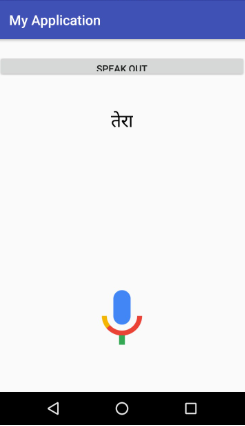 My Application
SPEAK OUT
तेरा